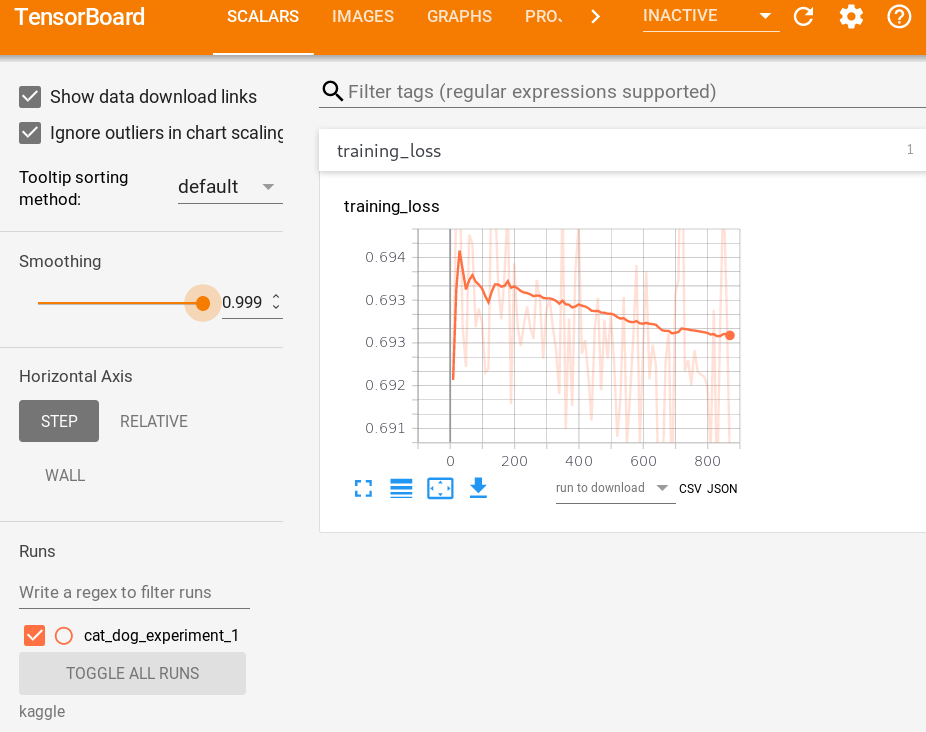 TensorBoard SCALARS IMAGES GRAPHS PRO. INACTIVE
Show data download links
Ignore outliers in chart scaling
Tooltip sorting
method:
default
Smoothing
0.999
Horizontal Axis
STEP RELATIVE
WALL
Runs
Write a regex to filter runs
cat_dog_experiment_1
TOGGLE ALL RUNS
kaggle
Filter tags (regular expressions supported)
training_loss 1
training_loss
0.694
0.693
0.693
0.692
0.691
0 200 400 600 800
run to download CSV JSON